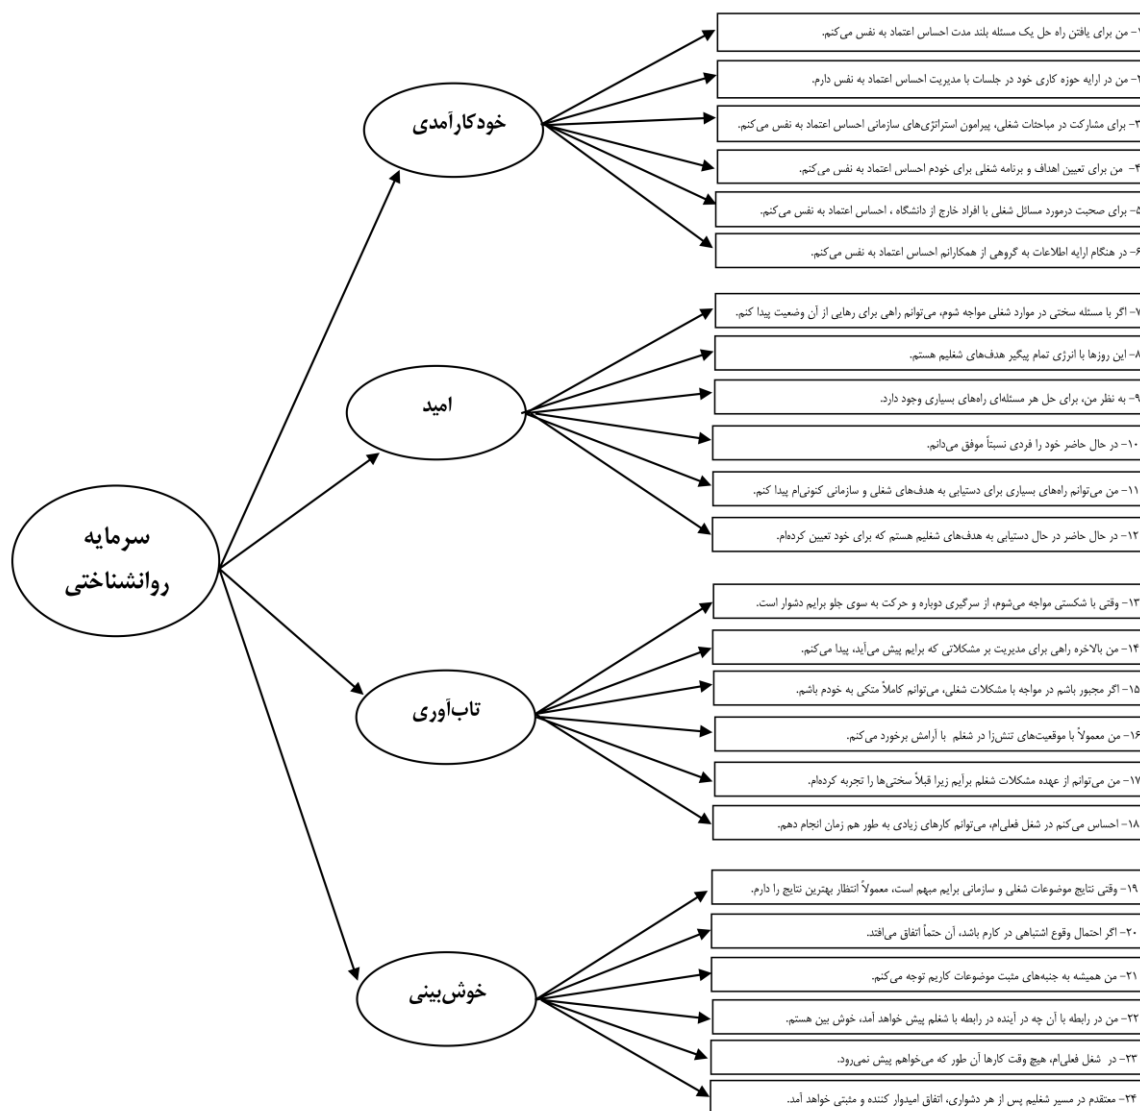 سرمایه
روانشناختی
خودکارآمدی
۱- من برای یافتن راه حل یک مسئله بلند مدت احساس اعتماد به نفس می‌کنم.
۲- من در ارایه حوزه کاری خود در جلسات با مدیریت احساس اعتماد به نفس دارم.
۳- برای مشارکت در مباحثات شغلی، پیرامون استراتژی‌های سازمانی احساس اعتماد به نفس می‌کنم.
۴- من برای تعیین اهداف و برنامه شغلی برای خودم احساس اعتماد به نفس می‌کنم.
۵- برای صحبت درمورد مسائل شغلی با افراد خارج از دانشگاه ، احساس اعتماد به نفس می‌کنم.
۶- در هنگام ارایه اطلاعات به گروهی از همکارانم احساس اعتماد به نفس می‌کنم.
امید
۷- اگر با مسئله سختی در موارد شغلی مواجه شوم، می‌توانم راهی برای رهایی از آن وضعیت پیدا کنم.
۸- این روزها با انرژی تمام پیگیر هدف‌های شغلیم هستم.
۹- به نظر من، برای حل هر مسئله‌ای راه‌های بسیاری وجود دارد.
۱۰- در حال حاضر خود را فردی نسبتاً موفق می‌دانم.
۱۱- من می‌توانم راه‌های بسیاری برای دستیابی به هدف‌های شغلی و سازمانی کنونی‌ام پیدا کنم.
۱۲- در حال حاضر در حال دستیابی به هدف‌های شغلیم هستم که برای خود تعیین کرده‌ام.
تاب‌آوری
۱۳- وقتی با شکستی مواجه می‌شوم، از سرگیری دوباره و حرکت به سوی جلو برایم دشوار است.
۱۴- من بالاخره راهی برای مدیریت بر مشکلاتی که برایم پیش می‌آید، پیدا می‌کنم.
۱۵- اگر مجبور باشم در مواجه با مشکلات شغلی، می‌توانم کاملاً متکی به خودم باشم.
۱۶- من معمولاً با موقعیت‌های تنش‌زا در شغلم با آرامش برخورد می‌کنم.
۱۷- من می‌توانم از عهده مشکلات شغلم برآیم زیرا قبلاً سختی‌ها را تجربه کرده‌ام.
۱۸- احساس می‌کنم در شغل فعلی‌ام، می‌توانم کارهای زیادی به طور هم زمان انجام دهم.
خوش‌بینی
۱۹- وقتی نتایج موضوعات شغلی و سازمانی برایم مبهم است، معمولاً انتظار بهترین نتایج را دارم.
۲۰- اگر احتمال وقوع اشتباهی در کارم باشد، آن حتماً اتفاق می‌افتد.
۲۱- من همیشه به جنبه‌های مثبت موضوعات کاریم توجه می‌کنم.
۲۲- من در رابطه با آن چه در آینده در رابطه با شغلم پیش خواهد آمد، خوش بین هستم.
۲۳- در شغل فعلی‌ام، هیچ وقت کارها آن طور که می‌خواهم پیش نمی‌رود.
۲۴- معتقدم در مسیر شغلیم پس از هر دشواری، اتفاق امیدوار کننده و مثبتی خواهد آمد.